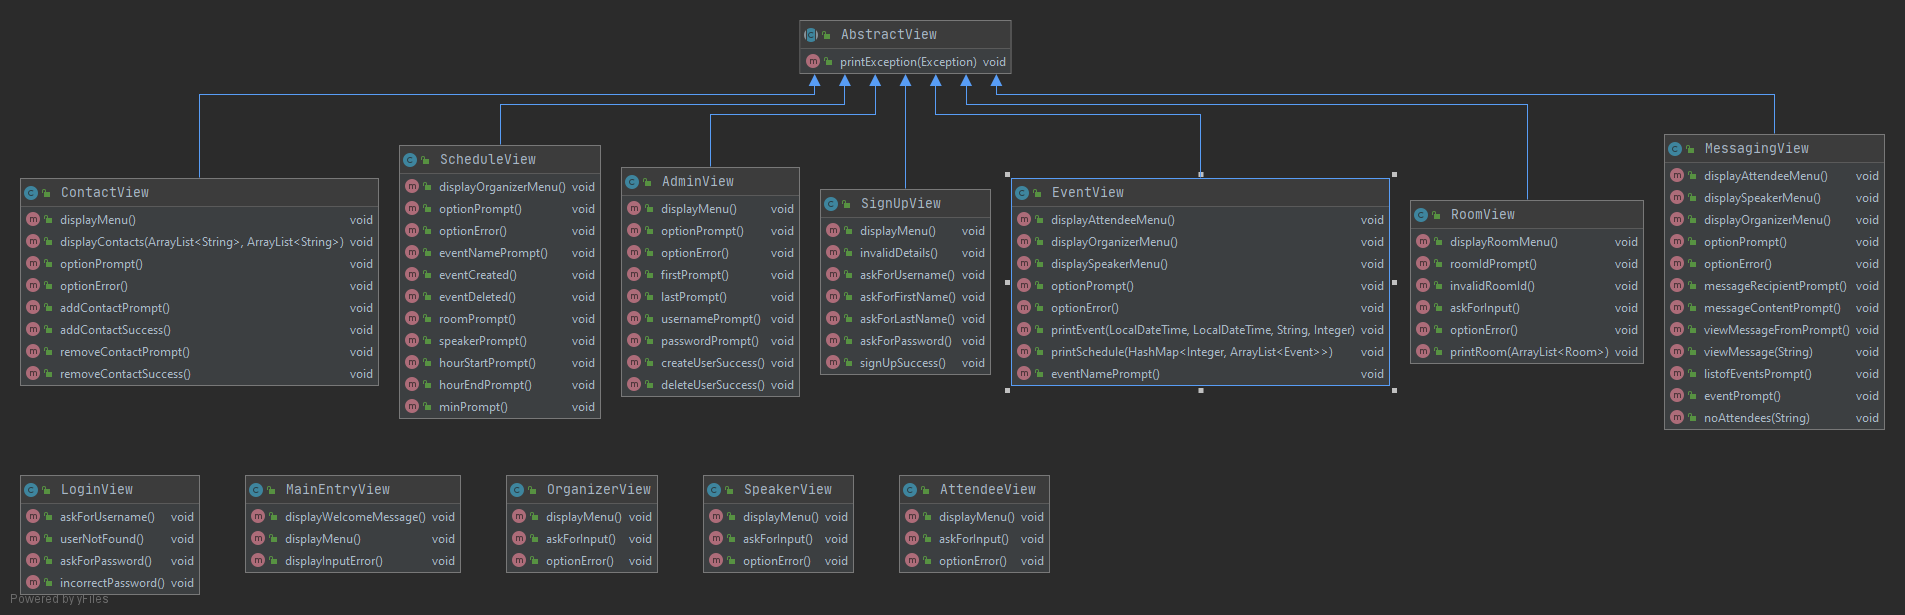 AbstractView
printException(Exception) void
ContactView
displayMenu() void
displayContacts(ArrayList<String>, ArrayList<String>) void
optionPrompt() void
optionError() void
addContactPrompt() void
addContactSuccess() void
removeContactPrompt() void
removeContactSuccess() void
ScheduleView
displayOrganizerMenu() void
optionPrompt() void
optionError() void
eventNamePrompt() void
eventCreated() void
eventDeleted() void
roomPrompt() void
speakerPrompt() void
hourStartPrompt() void
hourEndPrompt() void
minPrompt() void
AdminView
displayMenu() void
optionPrompt() void
optionError() void
firstPrompt() void
lastPrompt() void
usernamePrompt() void
passwordPrompt() void
createUserSuccess() void
deleteUserSuccess() void
SignUpView
displayMenu() void
invalidDetails() void
askForUsername() void
askForFirstName() void
askForLastName() void
askForPassword() void
signUpSuccess() void
EventView
displayAttendeeMenu() void
displayOrganizerMenu() void
displaySpeakerMenu() void
optionPrompt() void
optionError() void
printEvent(LocalDateTime, LocalDateTime, String, Integer) void
printSchedule(HashMap<Integer, ArrayList<Event>>) void
eventNamePrompt() void
RoomView
displayRoomMenu() void
roomIdPrompt() void
invalidRoomId() void
askForInput() void
optionError() void
printRoom(ArrayList<Room>) void
MessagingView
displayAttendeeMenu() void
displaySpeakerMenu() void
displayOrganizerMenu() void
optionPrompt() void
optionError() void
messageRecipientPrompt() void
messageContentPrompt() void
viewMessageFromPrompt() void
viewMessage(String) void
listofEventsPrompt() void
eventPrompt() void
noAttendees(String) void
LoginView
askForUsername() void
userNotFound() void
askForPassword() void
incorrectPassword() void
MainEntryView
displayWelcomeMessage() void
displayMenu() void
displayInputError() void
OrganizerView
displayMenu() void
askForInput() void
optionError() void
SpeakerView
displayMenu() void
askForInput() void
optionError() void
AttendeeView
displayMenu() void
askForInput() void
optionError() void
Powered by yFiles